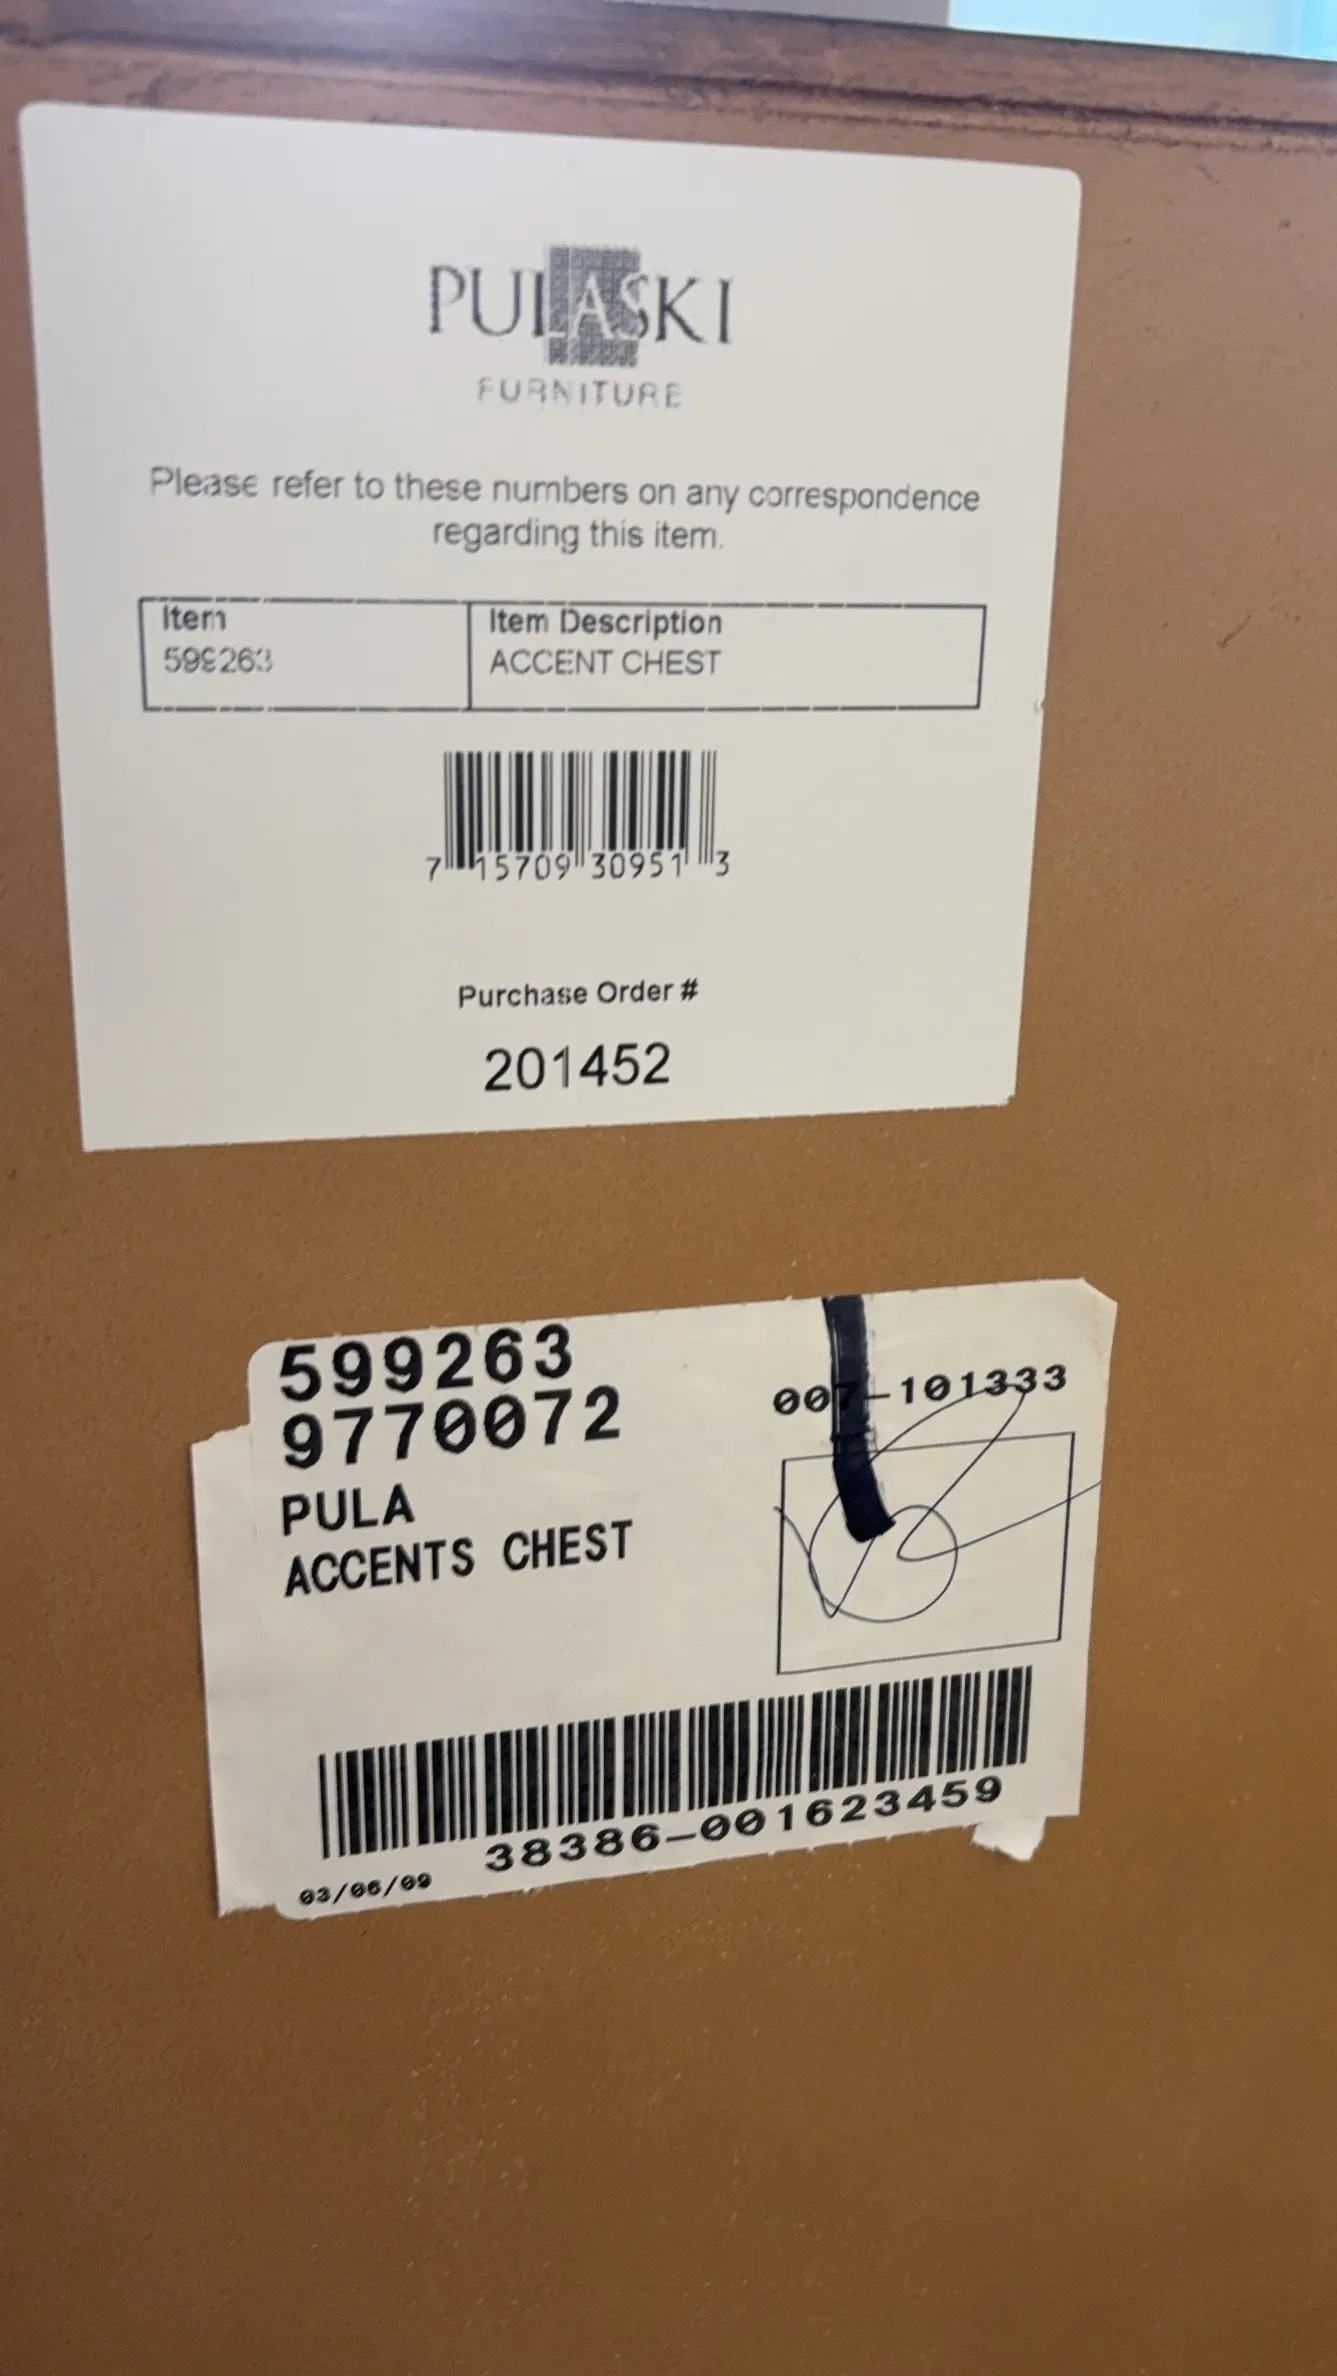 PULASKI
FURNITURE
Please refer to these numbers on any correspondence
regarding this item.
Item Item Description
599263 ACCENT CHEST
7 15709 30951 3
Purchase Order #
201452
599263
9770072
007-101333
PULA
ACCENTS CHEST
38386-001623459
03/06/09